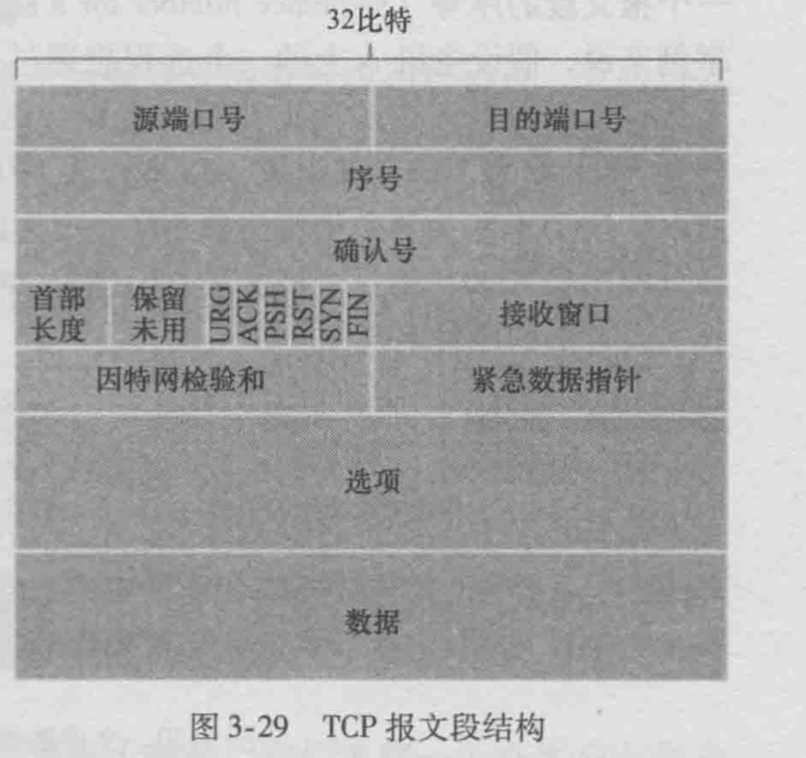 32比特
源端口号 目的端口号
序号
确认号
首部 保留 URG ACK PSH RST SYN FIN 接收窗口
长度 未用
因特网检验和 紧急数据指针
选项
数据
图 3-29 TCP 报文段结构